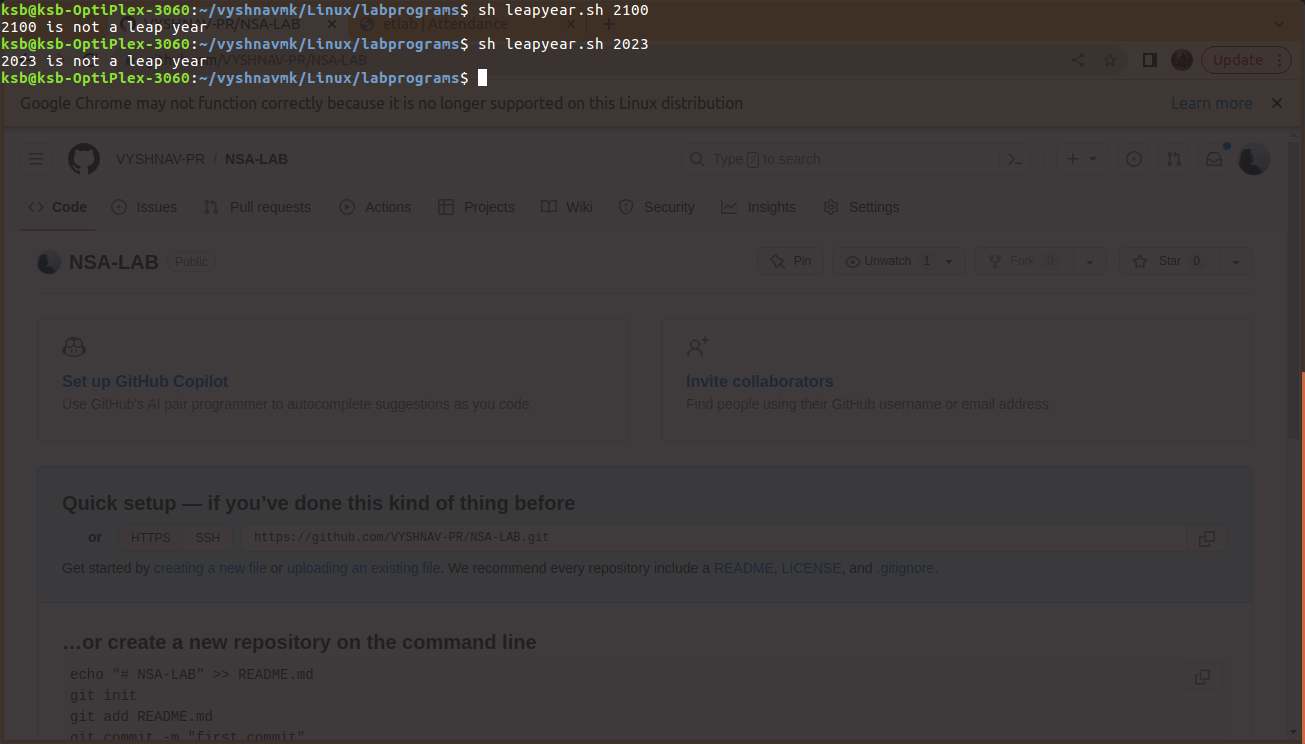 ksb@ksb-OptiPlex-3060:~/vyshnavmk/Linux/labprograms$ sh leapyear.sh 2100
2100 is not a leap year
ksb@ksb-OptiPlex-3060:~/vyshnavmk/Linux/labprograms$ sh leapyear.sh 2023
2023 is not a leap year
ksb@ksb-OptiPlex-3060:~/vyshnavmk/Linux/labprograms$
VYSHNAV-PR/NSA-LAB etlab | Attendance
m/VYSHNAV-PR/NSA-LAB Update
Google Chrome may not function correctly because it is no longer supported on this Linux distribution Learn more
VYSHNAV-PR / NSA-LAB Type / to search
Code Issues Pull requests Actions Projects Wiki Security Insights Settings
NSA-LAB Public Pin Unwatch 1 Fork 0 Star 0
Set up GitHub Copilot
Use GitHub's AI pair programmer to autocomplete suggestions as you code.
Invite collaborators
Find people using their GitHub username or email address.
Quick setup — if you've done this kind of thing before
or HTTPS SSH https://github.com/VYSHNAV-PR/NSA-LAB.git
Get started by creating a new file or uploading an existing file. We recommend every repository include a README, LICENSE, and .gitignore.
…or create a new repository on the command line
echo "# NSA-LAB" >> README.md
git init
git add README.md
git commit -m "first commit"